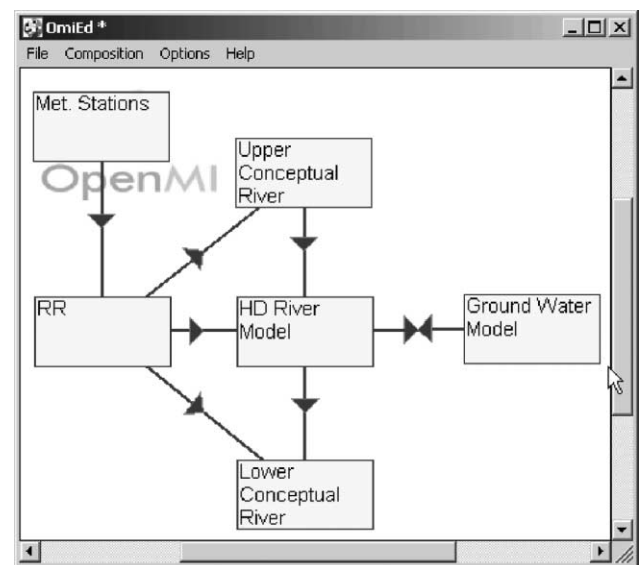 OmiEd *
File Composition Options Help
Met. Stations
OpenMI
Upper
Conceptual
River
RR
HD River
Model
Ground Water
Model
Lower
Conceptual
River